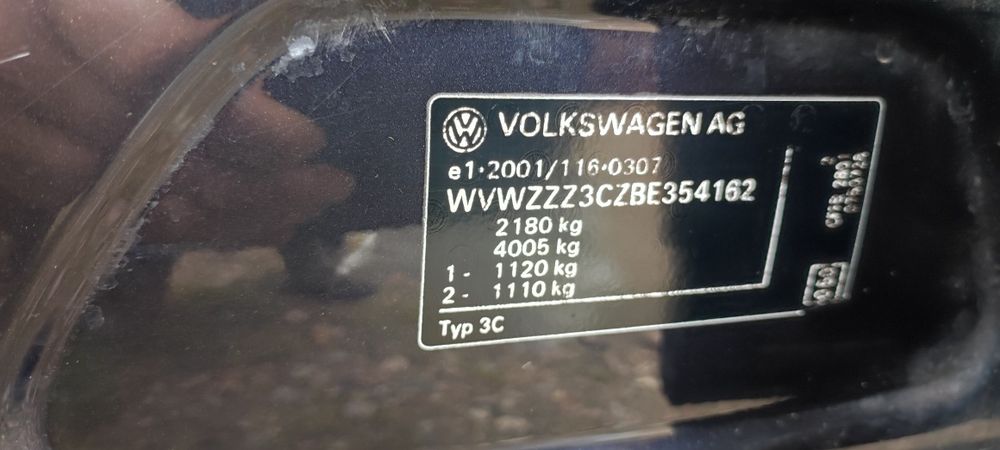 VOLKSWAGEN AG
e1*2001/116*0307
WVWZZZ3CZBE354162
2180 kg
4005 kg
1 - 1120 kg
2 - 1110 kg
Typ 3C